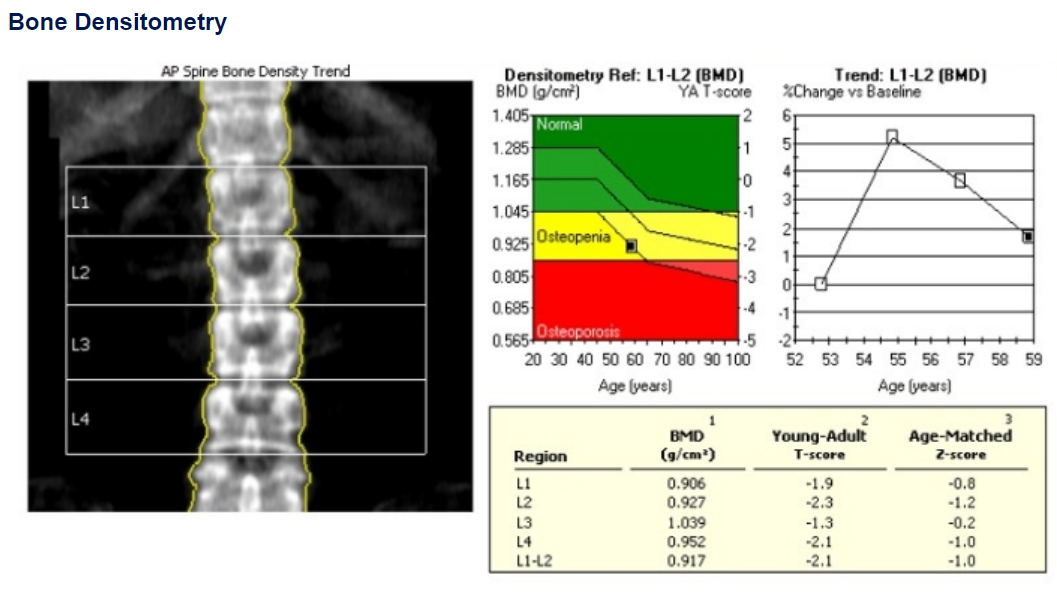 Bone Densitometry
AP Spine Bone Density Trend
L1
L2
L3
L4
Densitometry Ref: L1-L2 (BMD)
BMD (g/cm²) YA T-score
1.405 2
Normal
1.285 1
1.165 0
1.045 -1
Osteopenia
0.925 -2
0.805 -3
0.685 -4
Osteoporosis
0.565 -5
20 30 40 50 60 70 80 90 100
Age (years)
Trend: L1-L2 (BMD)
%Change vs Baseline
6
5
4
3
2
1
0
-1
-2
52 53 54 55 56 57 58 59
Age (years)
1 2 3
BMD Young-Adult Age-Matched
Region (g/cm²) T-score Z-score
L1 0.906 -1.9 -0.8
L2 0.927 -2.3 -1.2
L3 1.039 -1.3 -0.2
L4 0.952 -2.1 -1.0
L1-L2 0.917 -2.1 -1.0